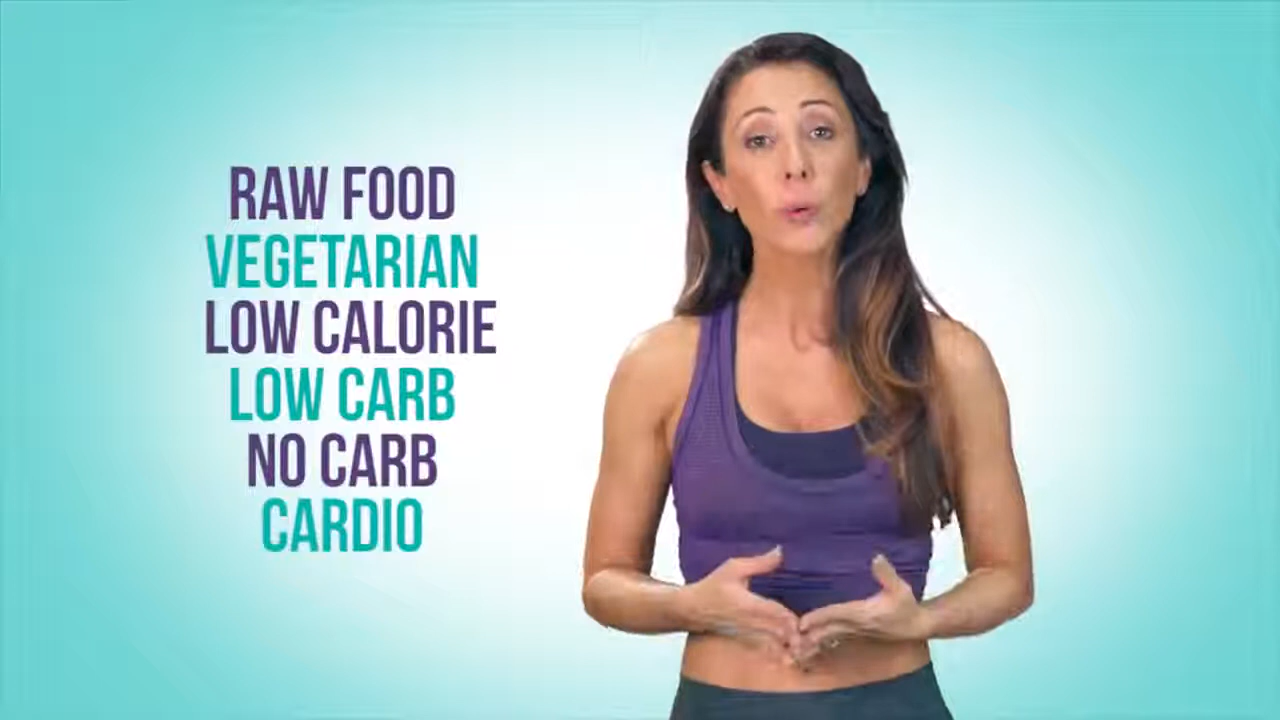 RAW FOOD
VEGETARIAN
LOW CALORIE
LOW CARB
NO CARB
CARDIO